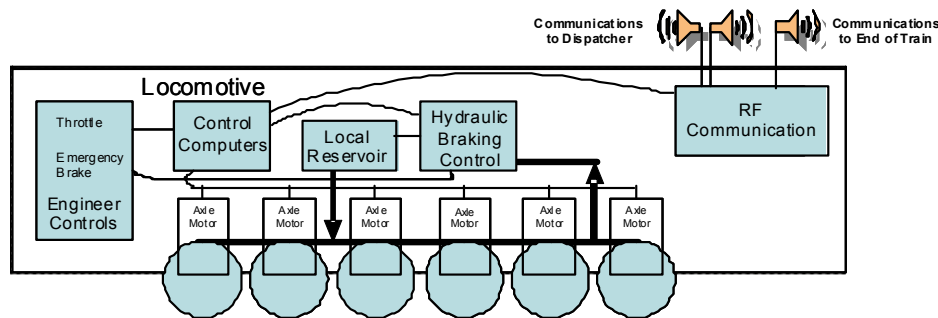 Communications
to Dispatcher
Communications
to End of Train
Locomotive
Throttle
Emergency
Brake
Engineer
Controls
Control
Computers
Local
Reservoir
Hydraulic
Braking
Control
RF
Communication
Axle
Motor
Axle
Motor
Axle
Motor
Axle
Motor
Axle
Motor
Axle
Motor